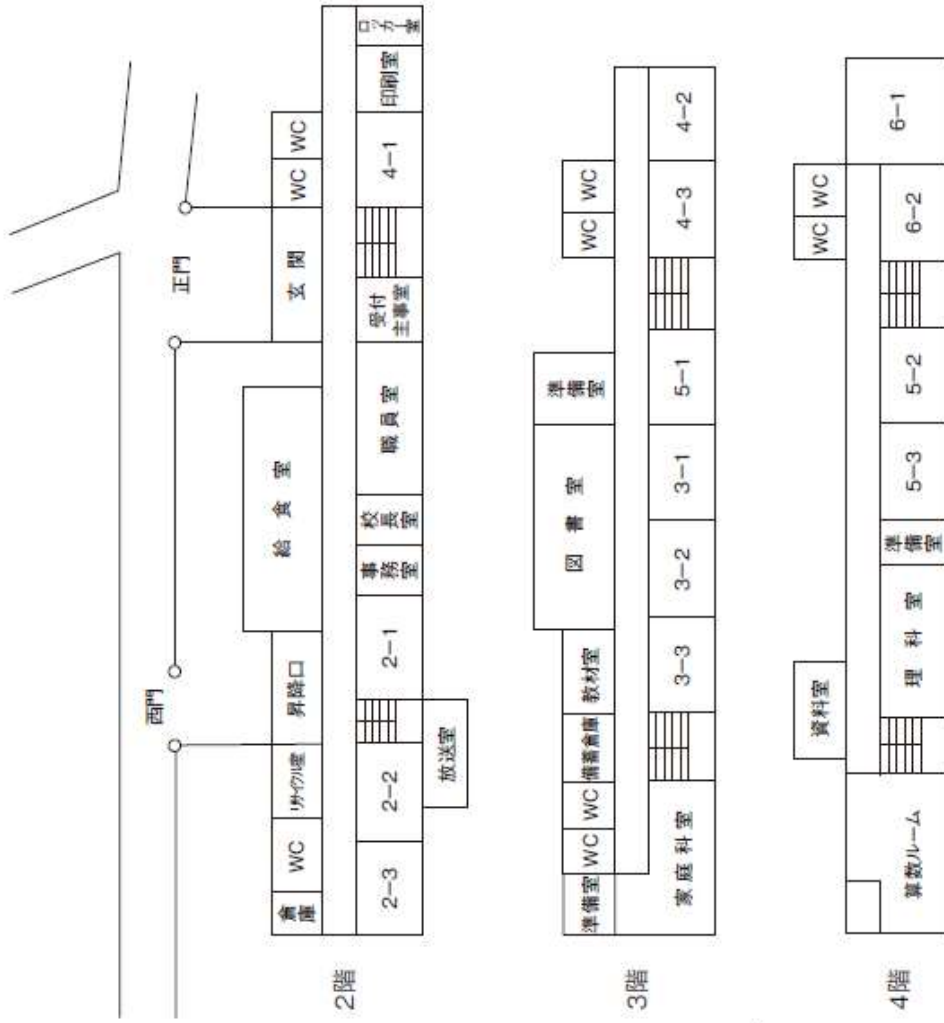 西門
正門
倉庫
WC
リサイクル室
昇降口
給食室
玄関
WC
WC
2階
2-3
2-2
2-1
事務室
校長室
職員室
受付
主事室
4-1
印刷室
ロッカー室
放送室
準備室
WC
WC
備蓄倉庫
教材室
図書室
準備室
WC
WC
3階
家庭科室
3-3
3-2
3-1
5-1
4-3
4-2
資料室
WC
WC
4階
算数ルーム
理科室
準備室
5-3
5-2
6-2
6-1